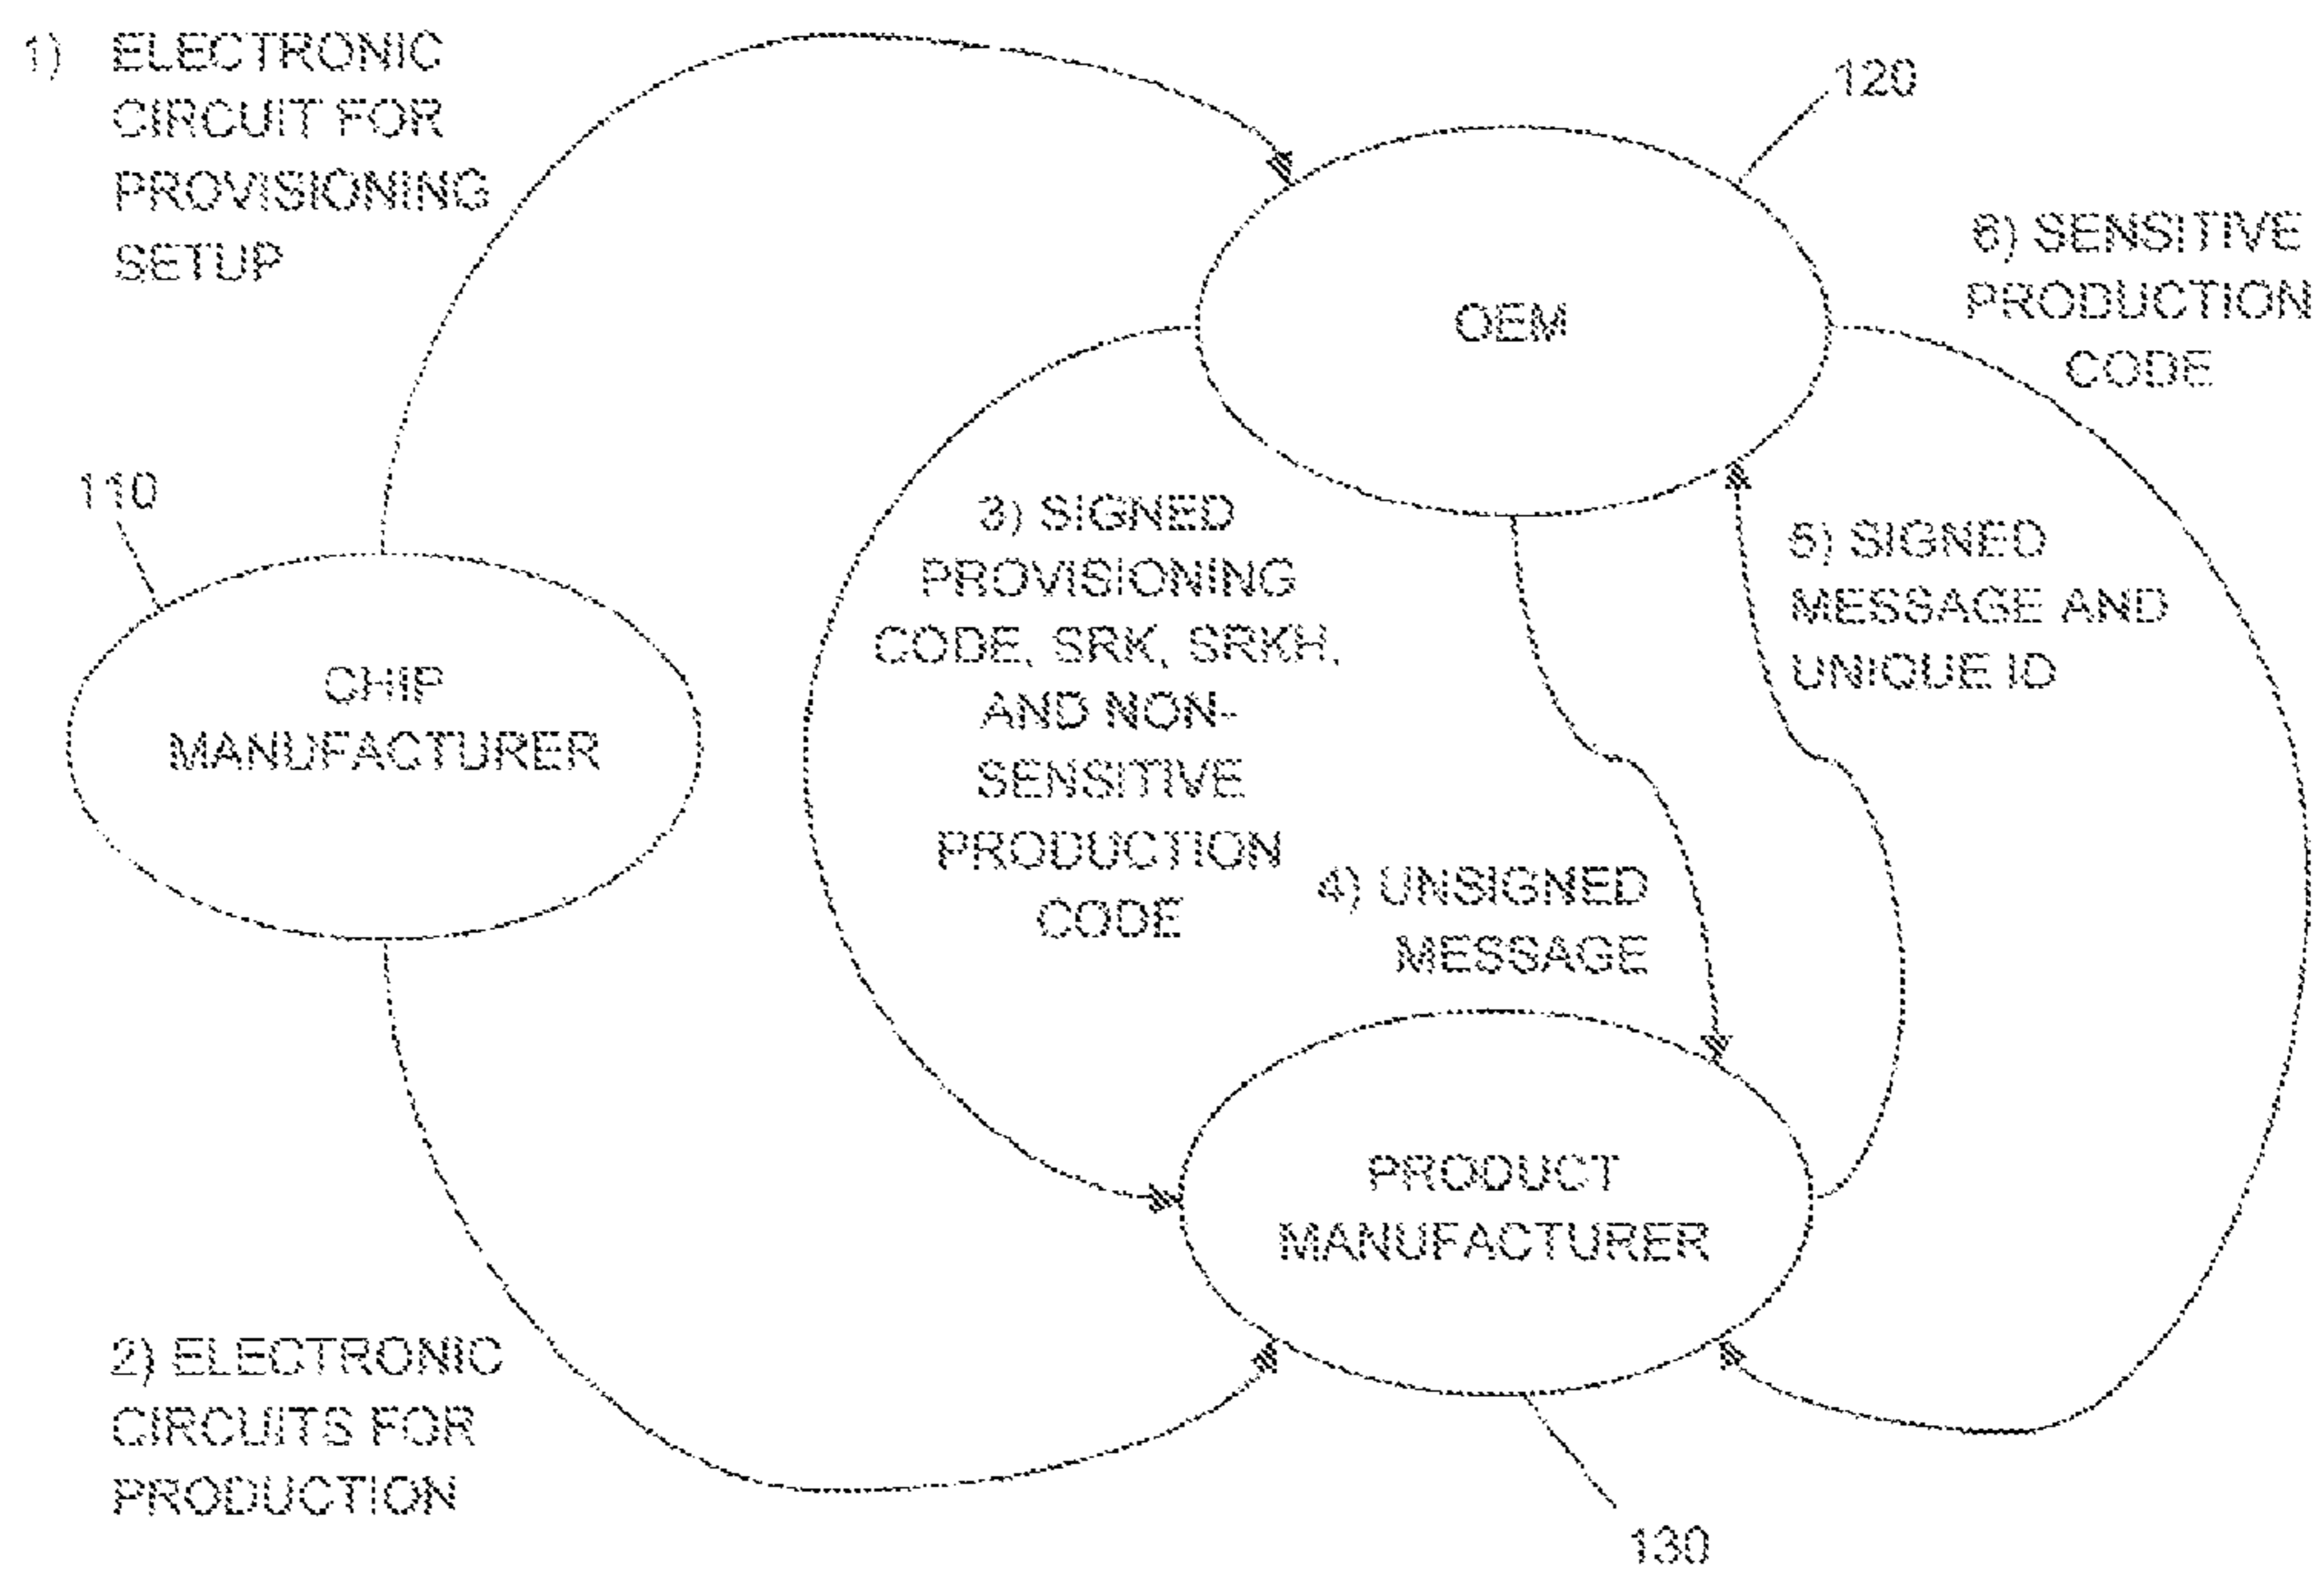 1) ELECTRONIC
CIRCUIT FOR
PROVISIONING
SETUP
120
6) SENSITIVE
PRODUCTION
CODE
OEM
110
3) SIGNED
PROVISIONING
CODE, SRK, SRKH,
AND NON-
SENSITIVE
PRODUCTION
CODE
5) SIGNED
MESSAGE AND
UNIQUE ID
CHIP
MANUFACTURER
4) UNSIGNED
MESSAGE
PRODUCT
MANUFACTURER
2) ELECTRONIC
CIRCUITS FOR
PRODUCTION
130